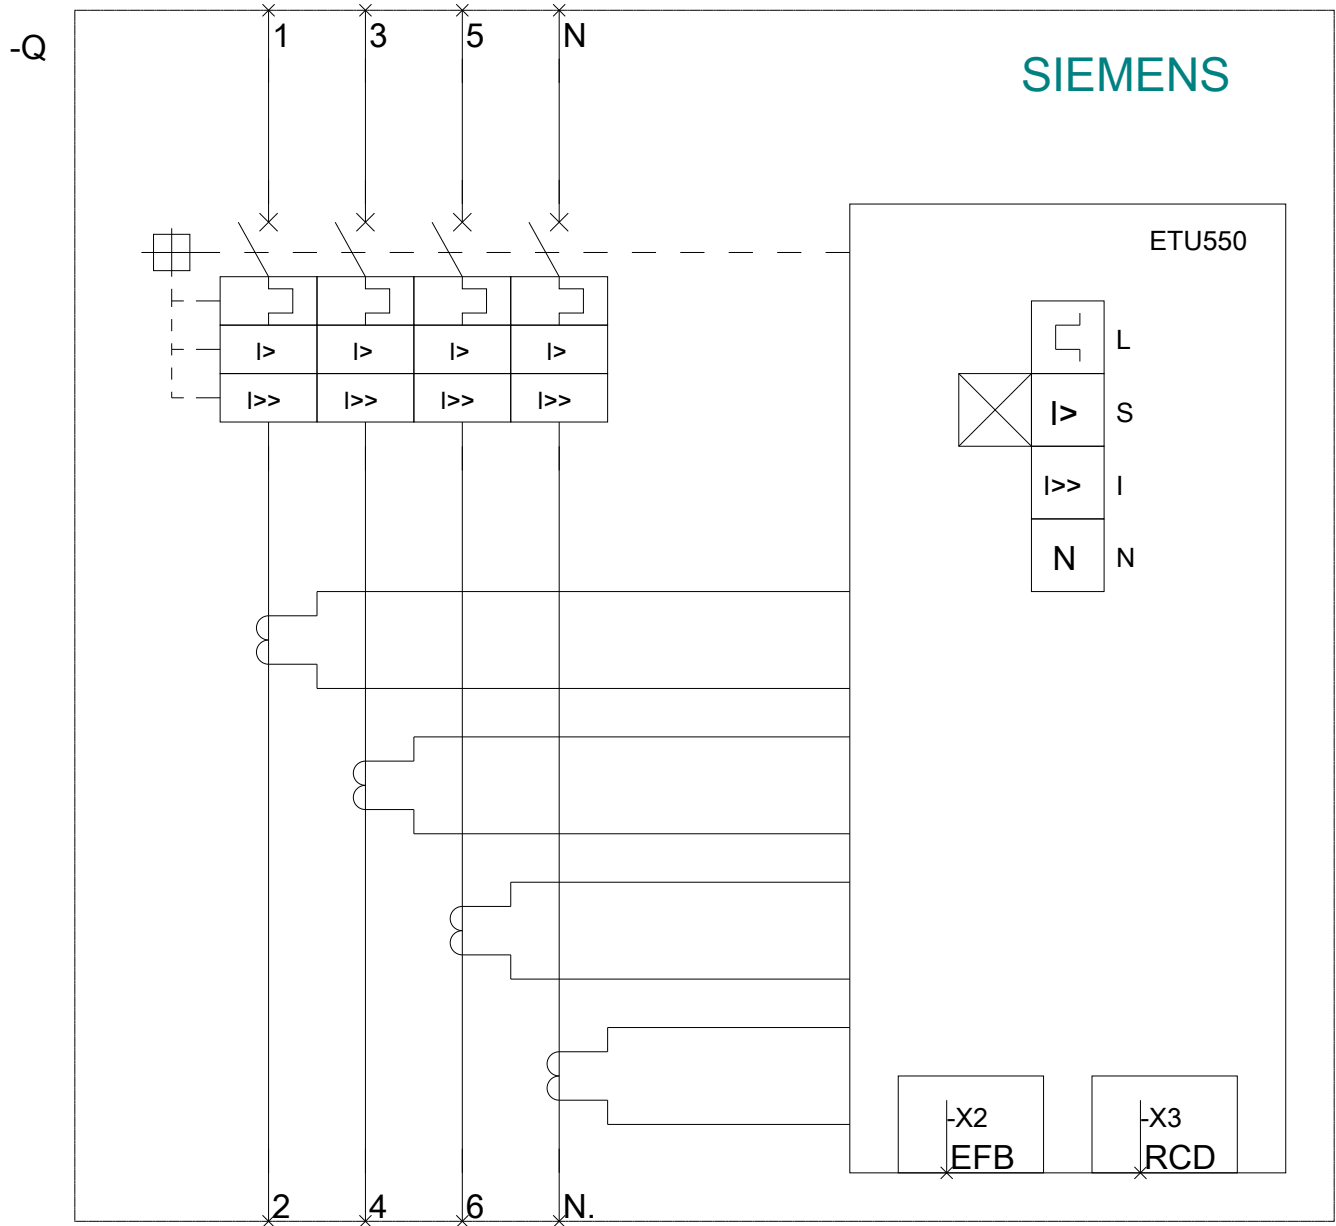 1 3 5 N
-Q
SIEMENS
ETU550
L
I> I> I> I>
I>> I>> I>> I>>
I> S
I>> I
N N
-X2
EFB
-X3
RCD
2 4 6 N.